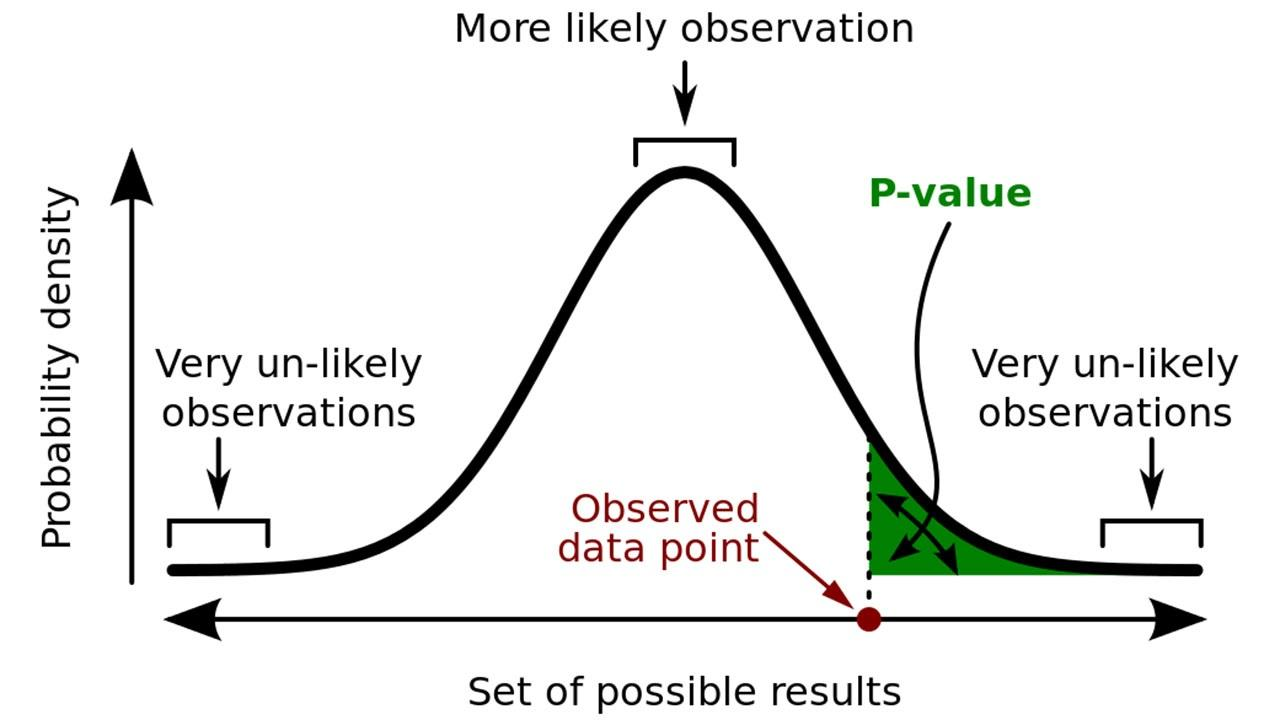 More likely observation
P-value
Probability density
Very un-likely
observations
Very un-likely
observations
Observed
data point
Set of possible results